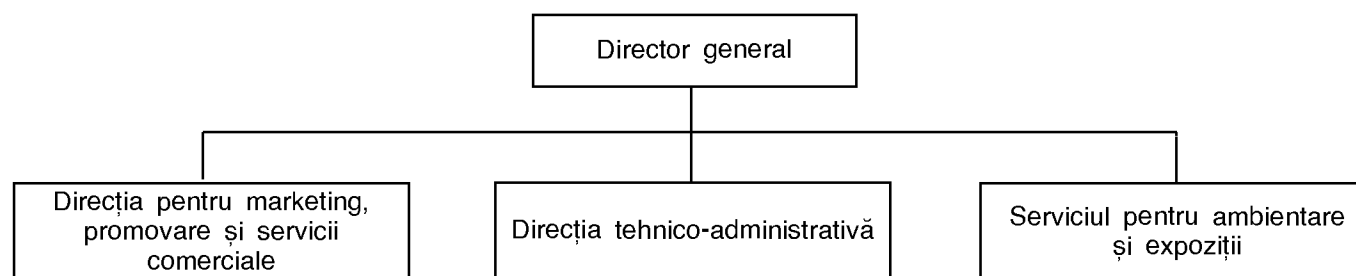 Director general
Direcția pentru marketing,
promovare și servicii
comerciale
Direcția tehnico-administrativă
Serviciul pentru ambientare
și expoziții